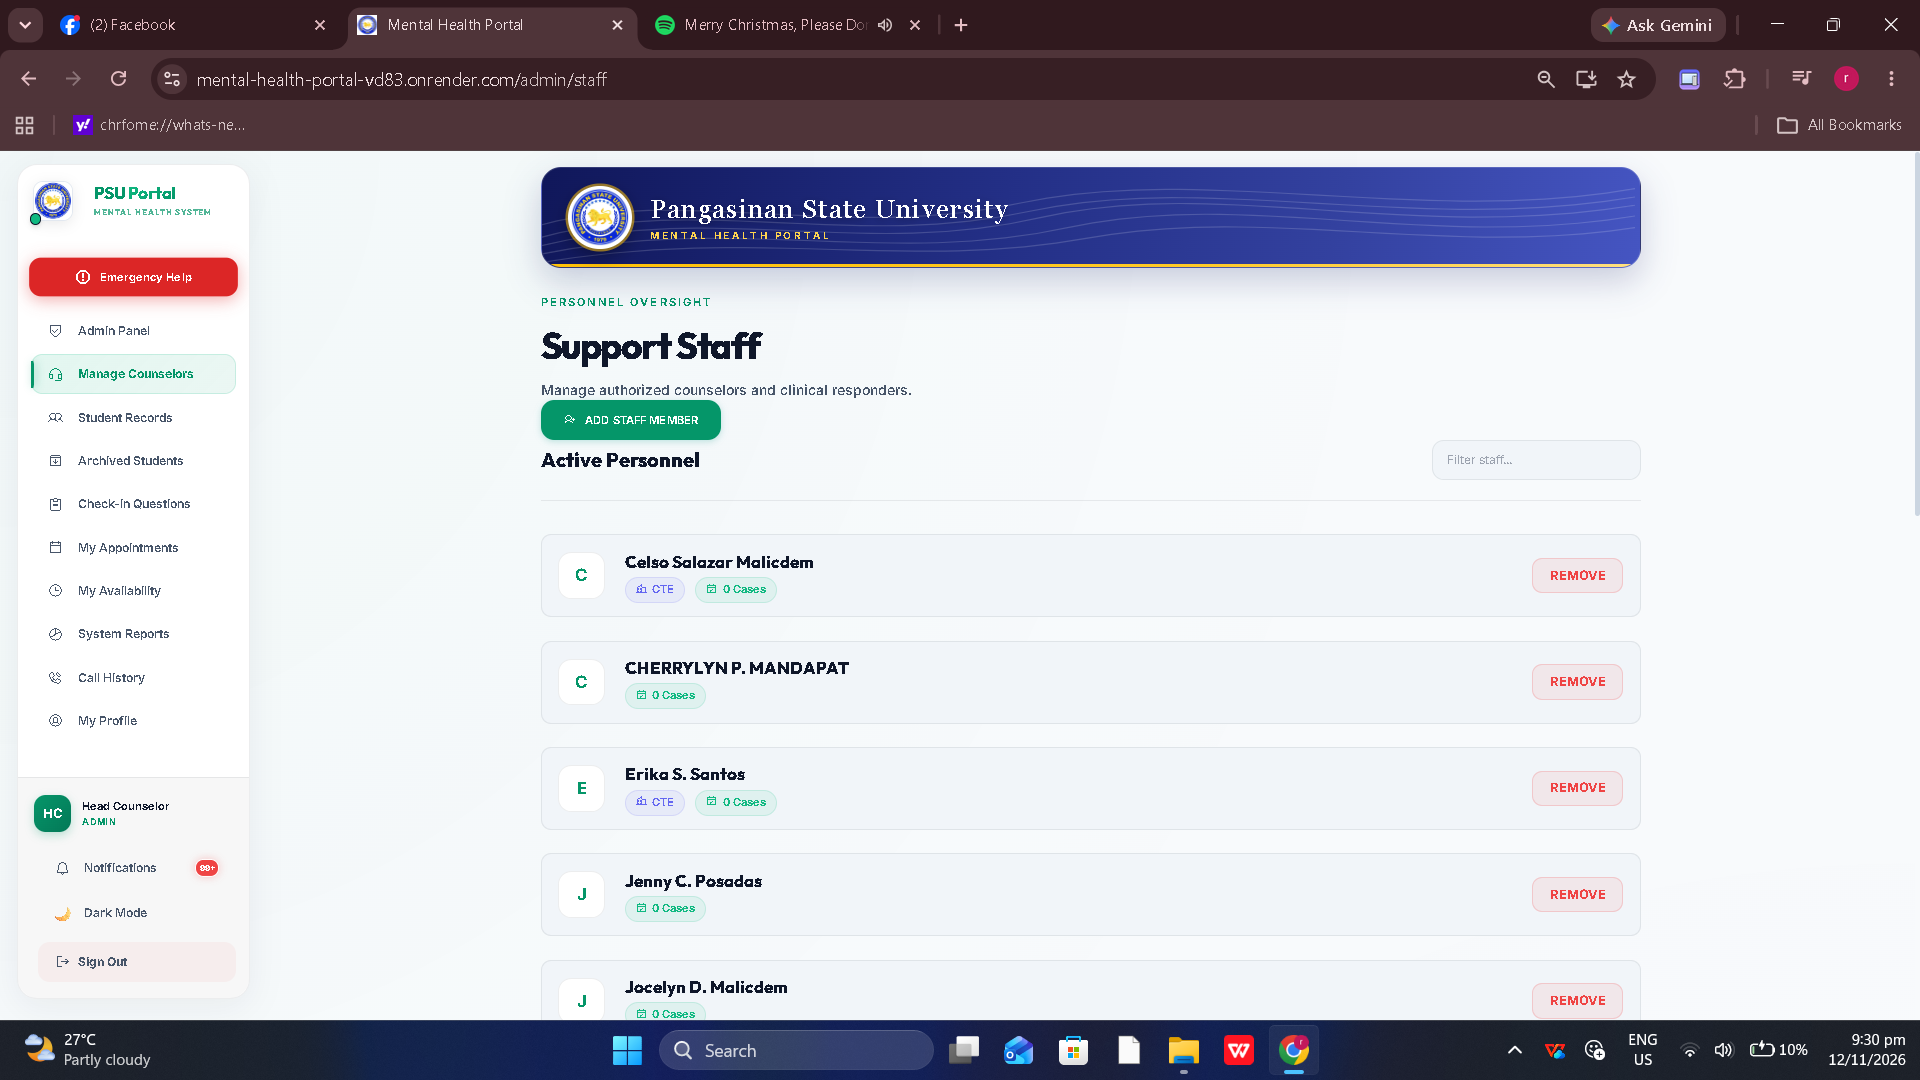 (2) Facebook
Mental Health Portal
Merry Christmas, Please Do
Ask Gemini
mental-health-portal-vd83.onrender.com/admin/staff
r
chrfome://whats-ne...
All Bookmarks
PSU Portal
MENTAL HEALTH SYSTEM
Emergency Help
Admin Panel
Manage Counselors
Student Records
Archived Students
Check-in Questions
My Appointments
My Availability
System Reports
Call History
My Profile
HC
Head Counselor
ADMIN
Notifications
99+
Dark Mode
Sign Out
Pangasinan State University
MENTAL HEALTH PORTAL
PERSONNEL OVERSIGHT
Support Staff
Manage authorized counselors and clinical responders.
ADD STAFF MEMBER
Active Personnel
Filter staff...
C
Celso Salazar Malicdem
CTE
0 Cases
REMOVE
C
CHERRYLYN P. MANDAPAT
0 Cases
REMOVE
E
Erika S. Santos
CTE
0 Cases
REMOVE
J
Jenny C. Posadas
0 Cases
REMOVE
J
Jocelyn D. Malicdem
0 Cases
REMOVE
27°C
Partly cloudy
Search
ENG
US
10%
9:30 pm
12/11/2026